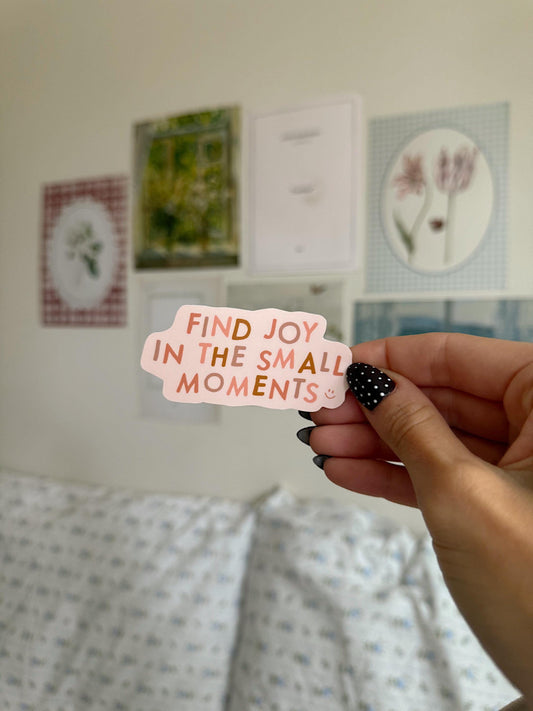 FIND JOY
IN THE SMALL
MOMENTS